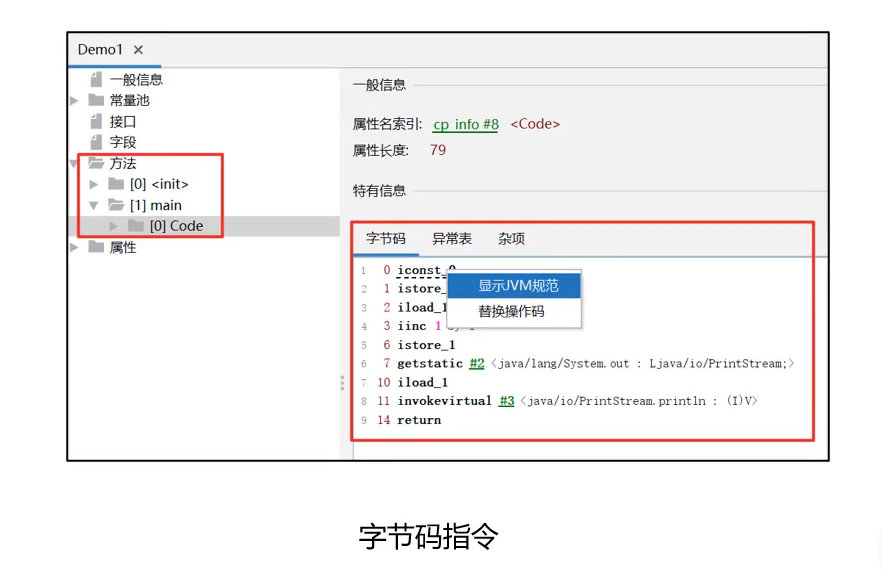 Demo1 ×
一般信息
常量池
接口
字段
方法
[0] <init>
[1] main
[0] Code
属性
一般信息
属性名索引: cp info #8 <Code>
属性长度: 79
特有信息
字节码 异常表 杂项
1 0 iconst_0
2 1 istore_
3 2 iload_1
4 3 iinc 1
5 6 istore_1
6 7 getstatic #2 <java/lang/System.out : Ljava/io/PrintStream;>
7 10 iload_1
8 11 invokevirtual #3 <java/io/PrintStream.println : (I)V>
9 14 return
显示JVM规范
替换操作码
字节码指令